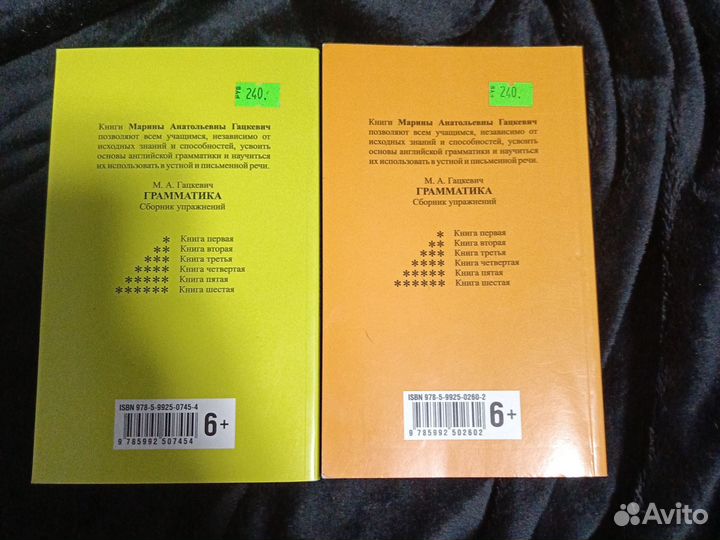 РУБ 240.
Книги Марины Анатольевны Гацкевич
позволяют всем учащимся, независимо от
исходных знаний и способностей, усвоить
основы английской грамматики и научиться
их использовать в устной и письменной речи.
М. А. Гацкевич
ГРАММАТИКА
Сборник упражнений
* Книга первая
** Книга вторая
*** Книга третья
**** Книга четвертая
***** Книга пятая
****** Книга шестая
ISBN 978-5-9925-0745-4
9 785992 507454
6+
РУБ 240.
Книги Марины Анатольевны Гацкевич
позволяют всем учащимся, независимо от
исходных знаний и способностей, усвоить
основы английской грамматики и научиться
их использовать в устной и письменной речи.
М. А. Гацкевич
ГРАММАТИКА
Сборник упражнений
* Книга первая
** Книга вторая
*** Книга третья
**** Книга четвертая
***** Книга пятая
****** Книга шестая
ISBN 978-5-9925-0260-2
9 785992 502602
6+
Avito